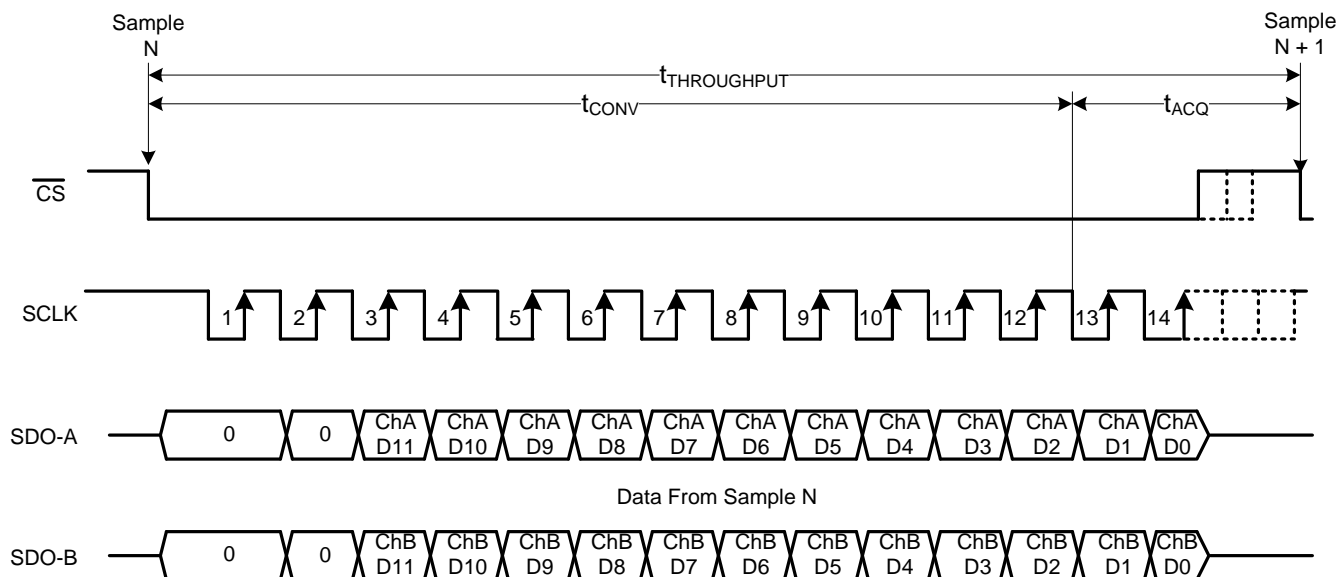 Sample
N
Sample
N + 1
tTHROUGHPUT
tCONV
tACQ
CS
SCLK
1 2 3 4 5 6 7 8 9 10 11 12 13 14
SDO-A
0 0 ChA ChA ChA ChA ChA ChA ChA ChA ChA ChA ChA ChA
D11 D10 D9 D8 D7 D6 D5 D4 D3 D2 D1 D0
Data From Sample N
SDO-B
0 0 ChB ChB ChB ChB ChB ChB ChB ChB ChB ChB ChB ChB
D11 D10 D9 D8 D7 D6 D5 D4 D3 D2 D1 D0